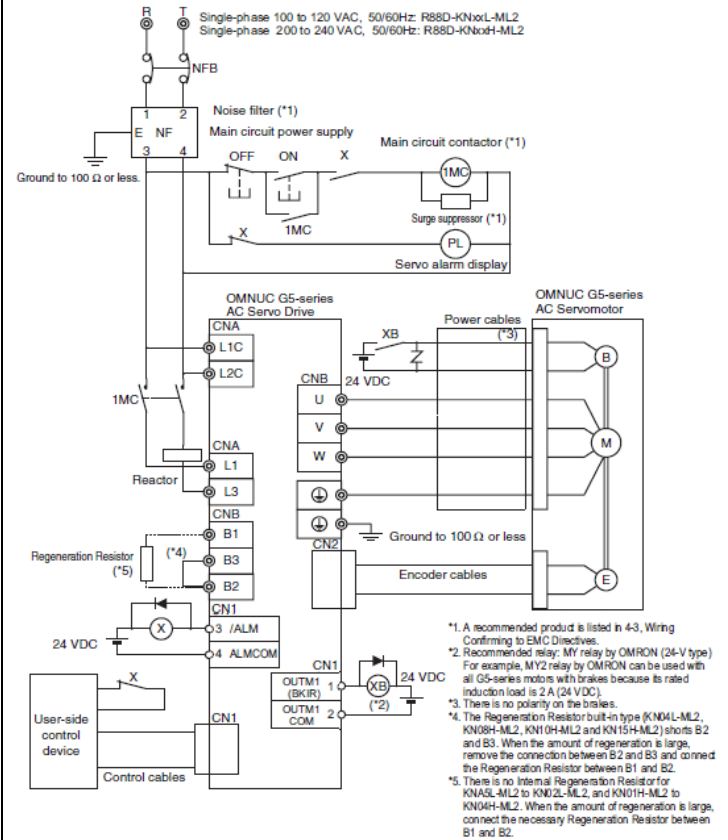 R T
Single-phase 100 to 120 VAC, 50/60Hz: R88D-KNxxL-ML2
Single-phase 200 to 240 VAC, 50/60Hz: R88D-KNxxH-ML2
NFB
1 2
Noise filter (*1)
E NF
Main circuit power supply
3 4
Main circuit contactor (*1)
OFF ON X
1MC
Ground to 100 Ω or less.
1MC
Surge suppressor (*1)
X
PL
Servo alarm display
OMNUC G5-series
AC Servo Drive
OMNUC G5-series
AC Servomotor
CNA
Power cables
(*3)
XB
L1C
B
L2C
24 VDC
CNB
1MC
U
V
M
CNA
W
L1
Reactor
L3
CNB
B1
Ground to 100 Ω or less
Regeneration Resistor
(*5)
(*4)
B3
CN2
B2
Encoder cables
E
CN1
X
3 /ALM
24 VDC
4 ALMCOM
CN1
OUTM1
(BKIR)
1
XB
24 VDC
(*2)
OUTM1
COM
2
X
User-side
control
device
CN1
Control cables
*1. A recommended product is listed in 4-3, Wiring
Confirming to EMC Directives.
*2. Recommended relay: MY relay by OMRON (24-V type)
For example, MY2 relay by OMRON can be used with
all G5-series motors with brakes because its rated
induction load is 2 A (24 VDC).
*3. There is no polarity on the brakes.
*4. The Regeneration Resistor built-in type (KN04L-ML2,
KN08H-ML2, KN10H-ML2 and KN15H-ML2) shorts B2
and B3. When the amount of regeneration is large,
remove the connection between B2 and B3 and connect
the Regeneration Resistor between B1 and B2.
*5. There is no Internal Regeneration Resistor for
KNA5L-ML2 to KN02L-ML2, and KN01H-ML2 to
KN04H-ML2. When the amount of regeneration is large,
connect the necessary Regeneration Resistor between
B1 and B2.